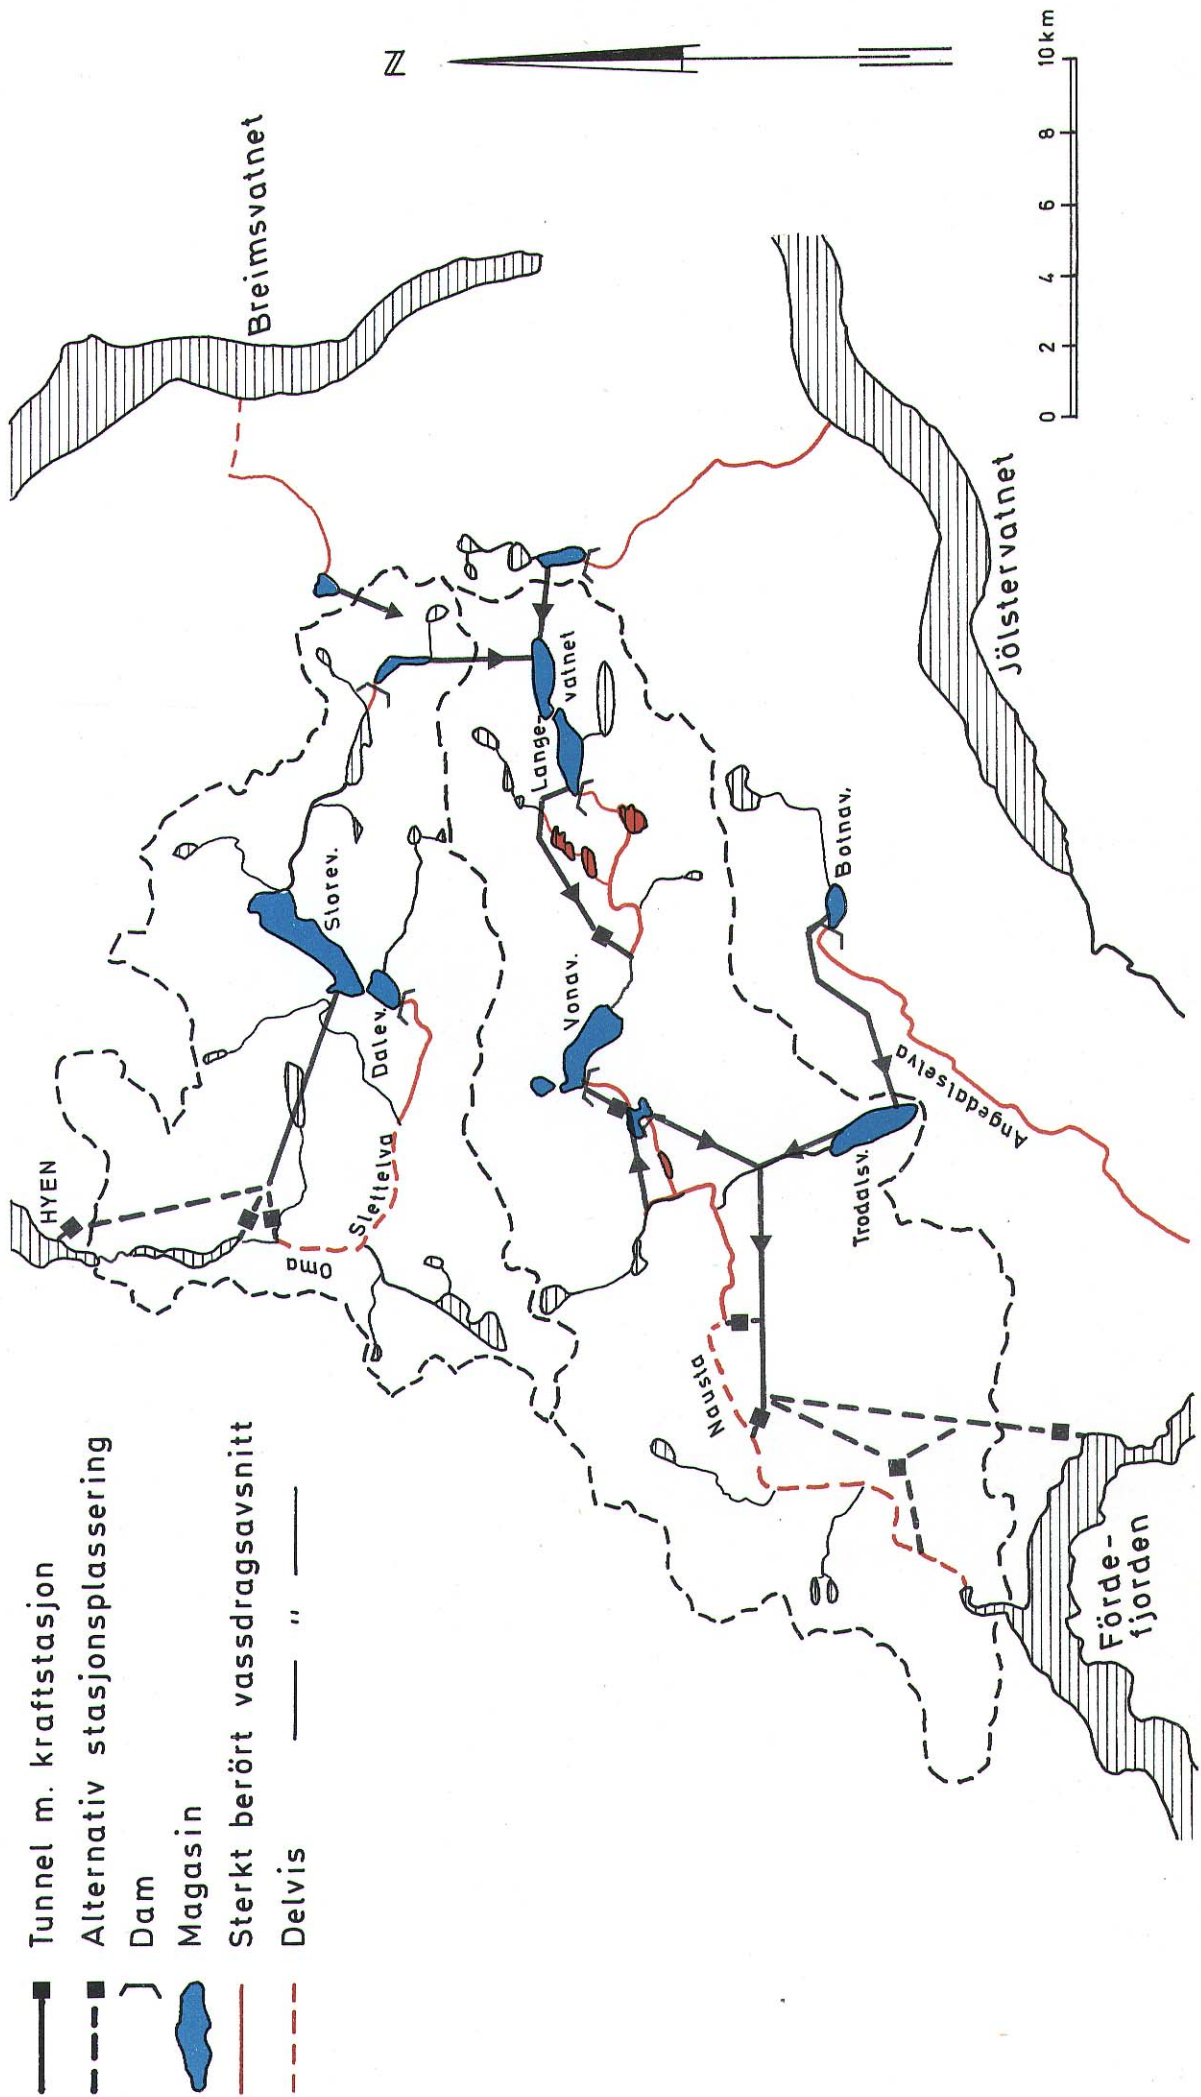 Tunnel m. kraftstasjon
Alternativ stasjonsplassering
Dam
Magasin
Sterkt berört vassdragsavsnitt
Delvis —— " ——
HYEN
Oma
Slettelva
Storev.
Dalev.
Breimsvatnet
N
Lange-
vatnet
Vonav.
Nausta
Trodalsv.
Botnav.
Angedalselva
Jölstervatnet
Förde-
fjorden
0 2 4 6 8 10 km